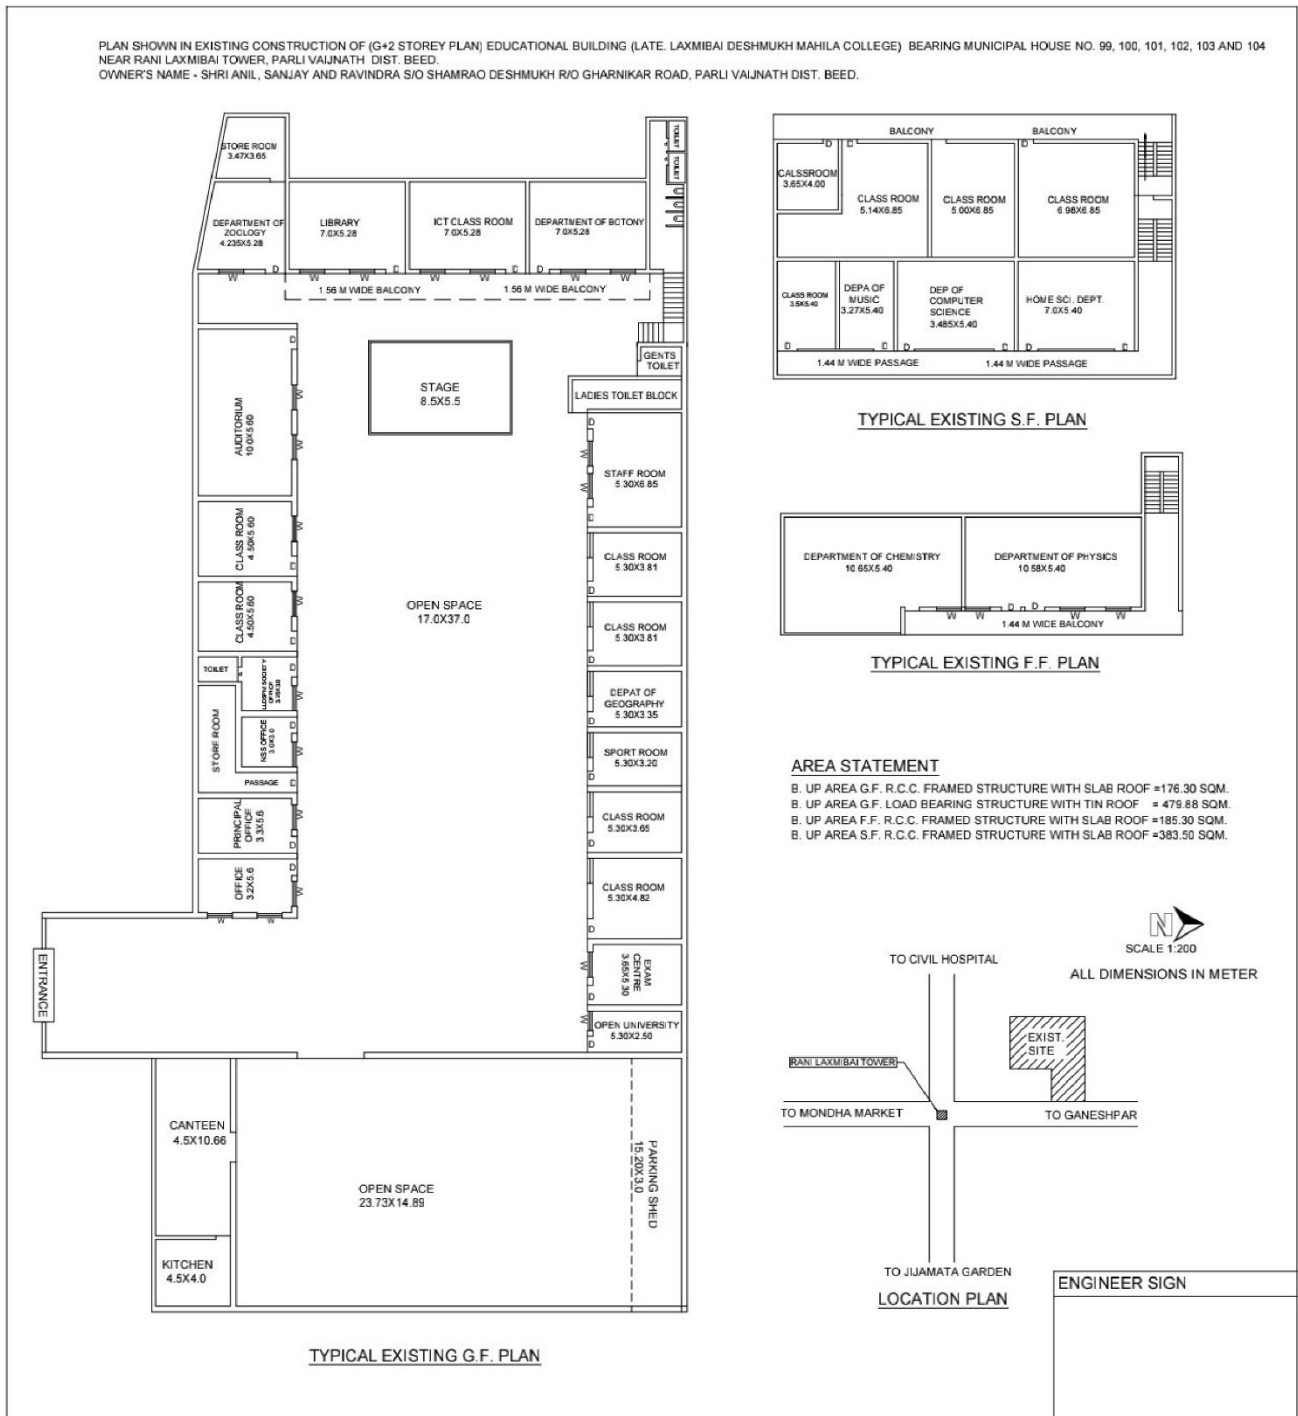 PLAN SHOWN IN EXISTING CONSTRUCTION OF (G+2 STOREY PLAN) EDUCATIONAL BUILDING (LATE. LAXMIBAI DESHMUKH MAHILA COLLEGE) BEARING MUNICIPAL HOUSE NO. 99, 100, 101, 102, 103 AND 104
NEAR RANI LAXMIBAI TOWER, PARLI VAIJNATH DIST. BEED.
OWNER'S NAME - SHRI ANIL, SANJAY AND RAVINDRA S/O SHAMRAO DESHMUKH R/O GHARNIKAR ROAD, PARLI VAIJNATH DIST. BEED.
STORE ROOM
3.47X3.65
TOILET
TOILET
DEPARTMENT OF
ZOOLOGY
4.235X5.28
LIBRARY
7.0X5.28
ICT CLASS ROOM
7.0X5.28
DEPARTMENT OF BOTONY
7.0X5.28
D
D
D
D
W
W
W
W
W
W
W
1.56 M WIDE BALCONY
1.56 M WIDE BALCONY
STAGE
8.5X5.5
GENTS
TOILET
LADIES TOILET BLOCK
AUDITORIUM
10.0X5.60
D
W
W
CLASS ROOM
4.50X5.60
W
D
CLASS ROOM
4.50X5.60
W
D
TOILET
LLDSPM SOCIETY
OFFICE
D
W
STORE ROOM
NSS OFFICE
3.0X3.0
D
W
PASSAGE
D
PRINCIPAL
OFFICE
3.3X5.6
W
D
OFFICE
3.2X5.6
D
W
W
W
OPEN SPACE
17.0X37.0
D
W
W
D
STAFF ROOM
5.30X6.85
CLASS ROOM
5.30X3.81
D
CLASS ROOM
5.30X3.81
D
DEPAT OF
GEOGRAPHY
5.30X3.35
D
SPORT ROOM
5.30X3.20
D
CLASS ROOM
5.30X3.65
D
CLASS ROOM
5.30X4.82
D
EXAM
CENTRE
3.65X5.30
W
D
OPEN UNIVERSITY
5.30X2.50
W
D
ENTRANCE
CANTEEN
4.5X10.66
KITCHEN
4.5X4.0
OPEN SPACE
23.73X14.89
PARKING SHED
15.20X3.0
TYPICAL EXISTING G.F. PLAN
BALCONY
BALCONY
D
D
D
CALSSROOM
3.65X4.00
CLASS ROOM
5.14X6.85
CLASS ROOM
5.00X6.85
CLASS ROOM
6.98X6.85
CLASS ROOM
3.5X5.40
DEPA OF
MUSIC
3.27X5.40
DEP OF
COMPUTER
SCIENCE
3.485X5.40
HOME SCI. DEPT.
7.0X5.40
D
D
D
D
D
D
1.44 M WIDE PASSAGE
1.44 M WIDE PASSAGE
TYPICAL EXISTING S.F. PLAN
DEPARTMENT OF CHEMISTRY
10.65X5.40
DEPARTMENT OF PHYSICS
10.58X5.40
D
D
W
W
W
W
1.44 M WIDE BALCONY
TYPICAL EXISTING F.F. PLAN
AREA STATEMENT
B. UP AREA G.F. R.C.C. FRAMED STRUCTURE WITH SLAB ROOF =176.30 SQM.
B. UP AREA G.F. LOAD BEARING STRUCTURE WITH TIN ROOF = 479.88 SQM.
B. UP AREA F.F. R.C.C. FRAMED STRUCTURE WITH SLAB ROOF =185.30 SQM.
B. UP AREA S.F. R.C.C. FRAMED STRUCTURE WITH SLAB ROOF =383.50 SQM.
N
SCALE 1:200
ALL DIMENSIONS IN METER
TO CIVIL HOSPITAL
EXIST.
SITE
RANI LAXMIBAI TOWER
TO MONDHA MARKET
TO GANESHPAR
TO JIJAMATA GARDEN
LOCATION PLAN
ENGINEER SIGN